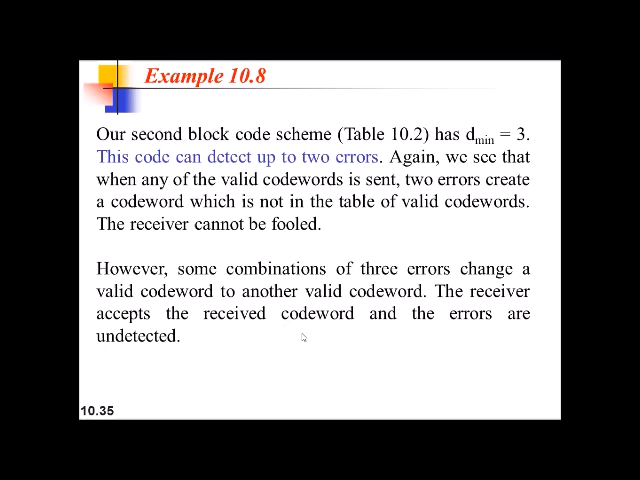 Example 10.8
Our second block code scheme (Table 10.2) has dmin = 3.
This code can detect up to two errors. Again, we see that
when any of the valid codewords is sent, two errors create
a codeword which is not in the table of valid codewords.
The receiver cannot be fooled.
However, some combinations of three errors change a
valid codeword to another valid codeword. The receiver
accepts the received codeword and the errors are
undetected.
10.35